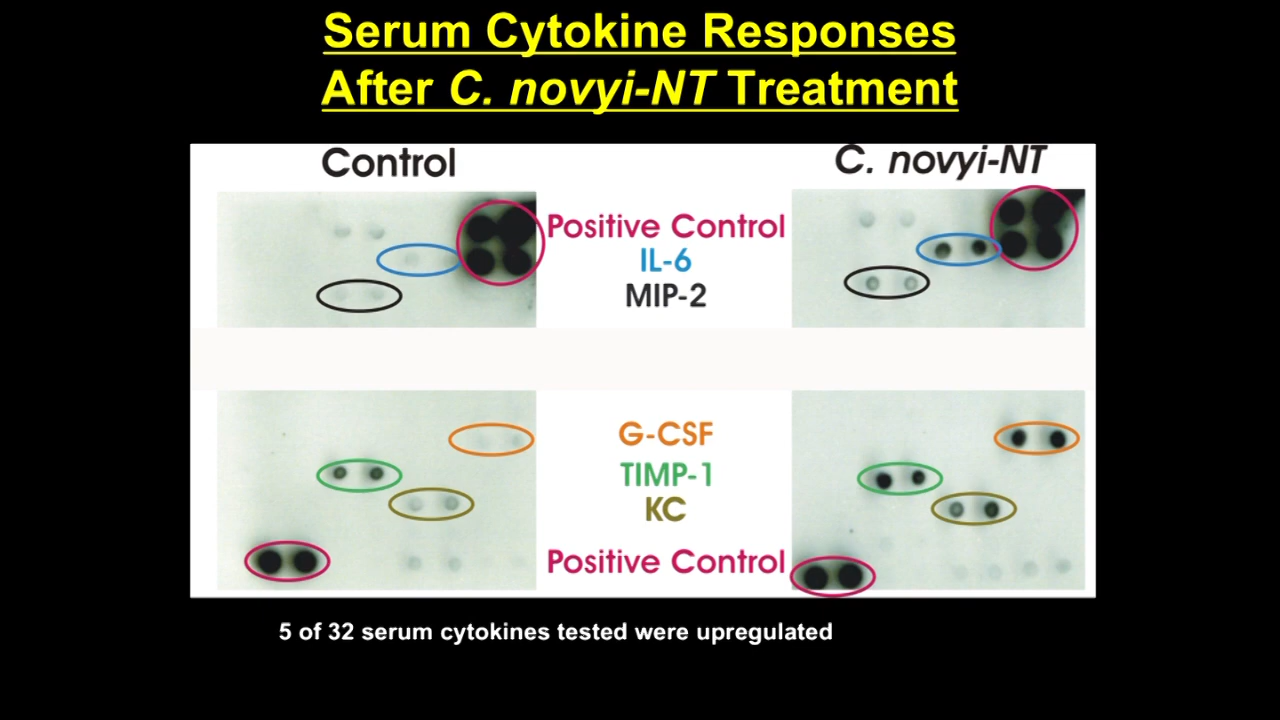 Serum Cytokine Responses
After C. novyi-NT Treatment
Control
C. novyi-NT
Positive Control
IL-6
MIP-2
G-CSF
TIMP-1
KC
Positive Control
5 of 32 serum cytokines tested were upregulated